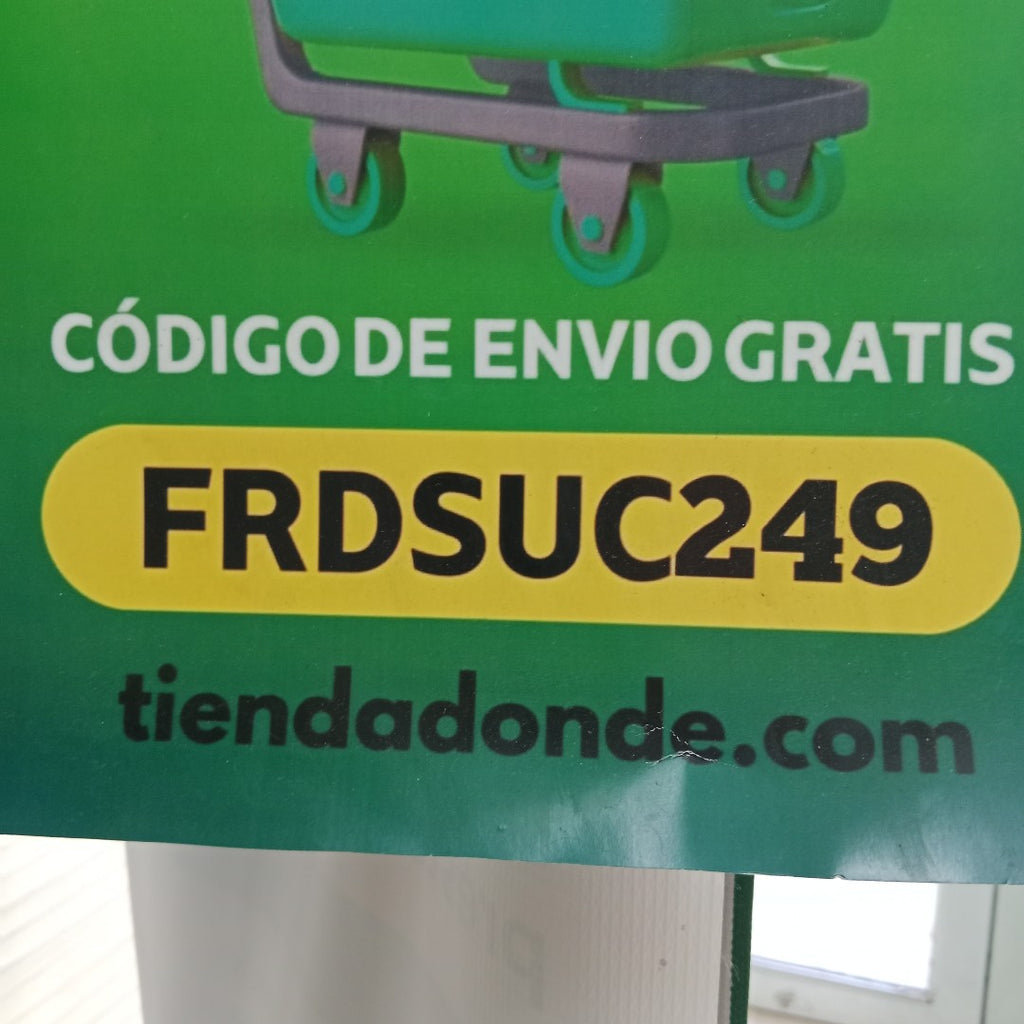 CÓDIGO DE ENVIO GRATIS
FRDSUC249
tiendadonde.com